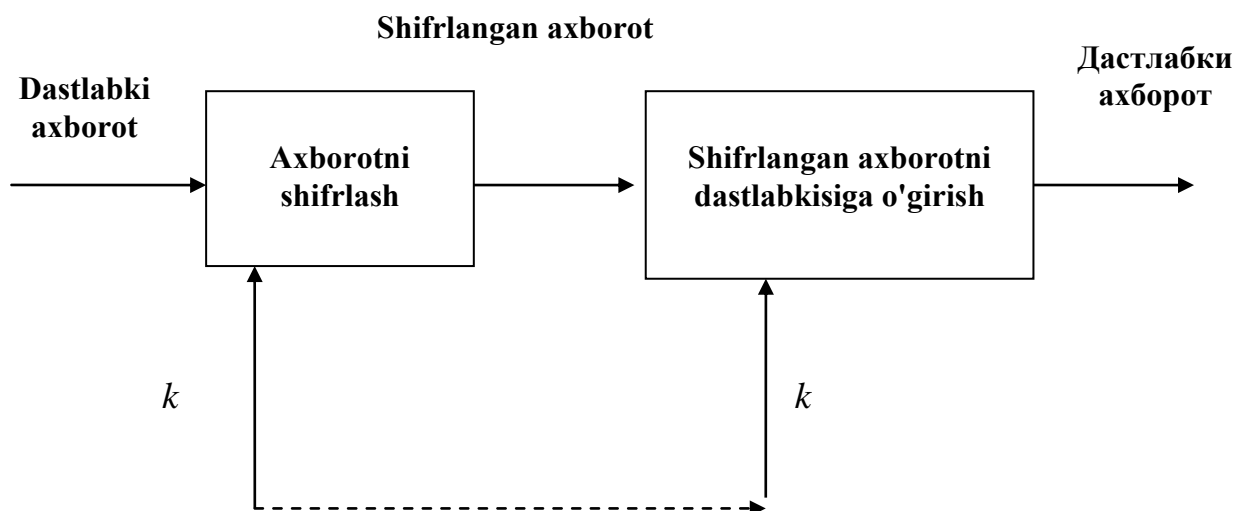 Shifrlangan axborot
Dastlabki
axborot
Дастлабки
ахборот
Axborotni
shifrlash
Shifrlangan axborotni
dastlabkisiga o'girish
k
k